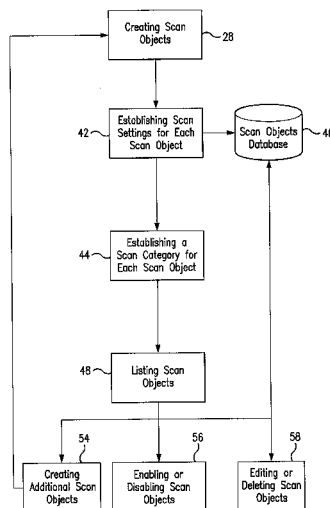 Creating Scan
Objects
28
Establishing Scan
Settings for Each
Scan Object
42
Scan Objects
Database
Establishing a
Scan Category for
Each Scan Object
44
Listing Scan
Objects
48
54
Creating
Additional Scan
Objects
56
Enabling or
Disabling Scan
Objects
58
Editing or
Deleting Scan
Objects